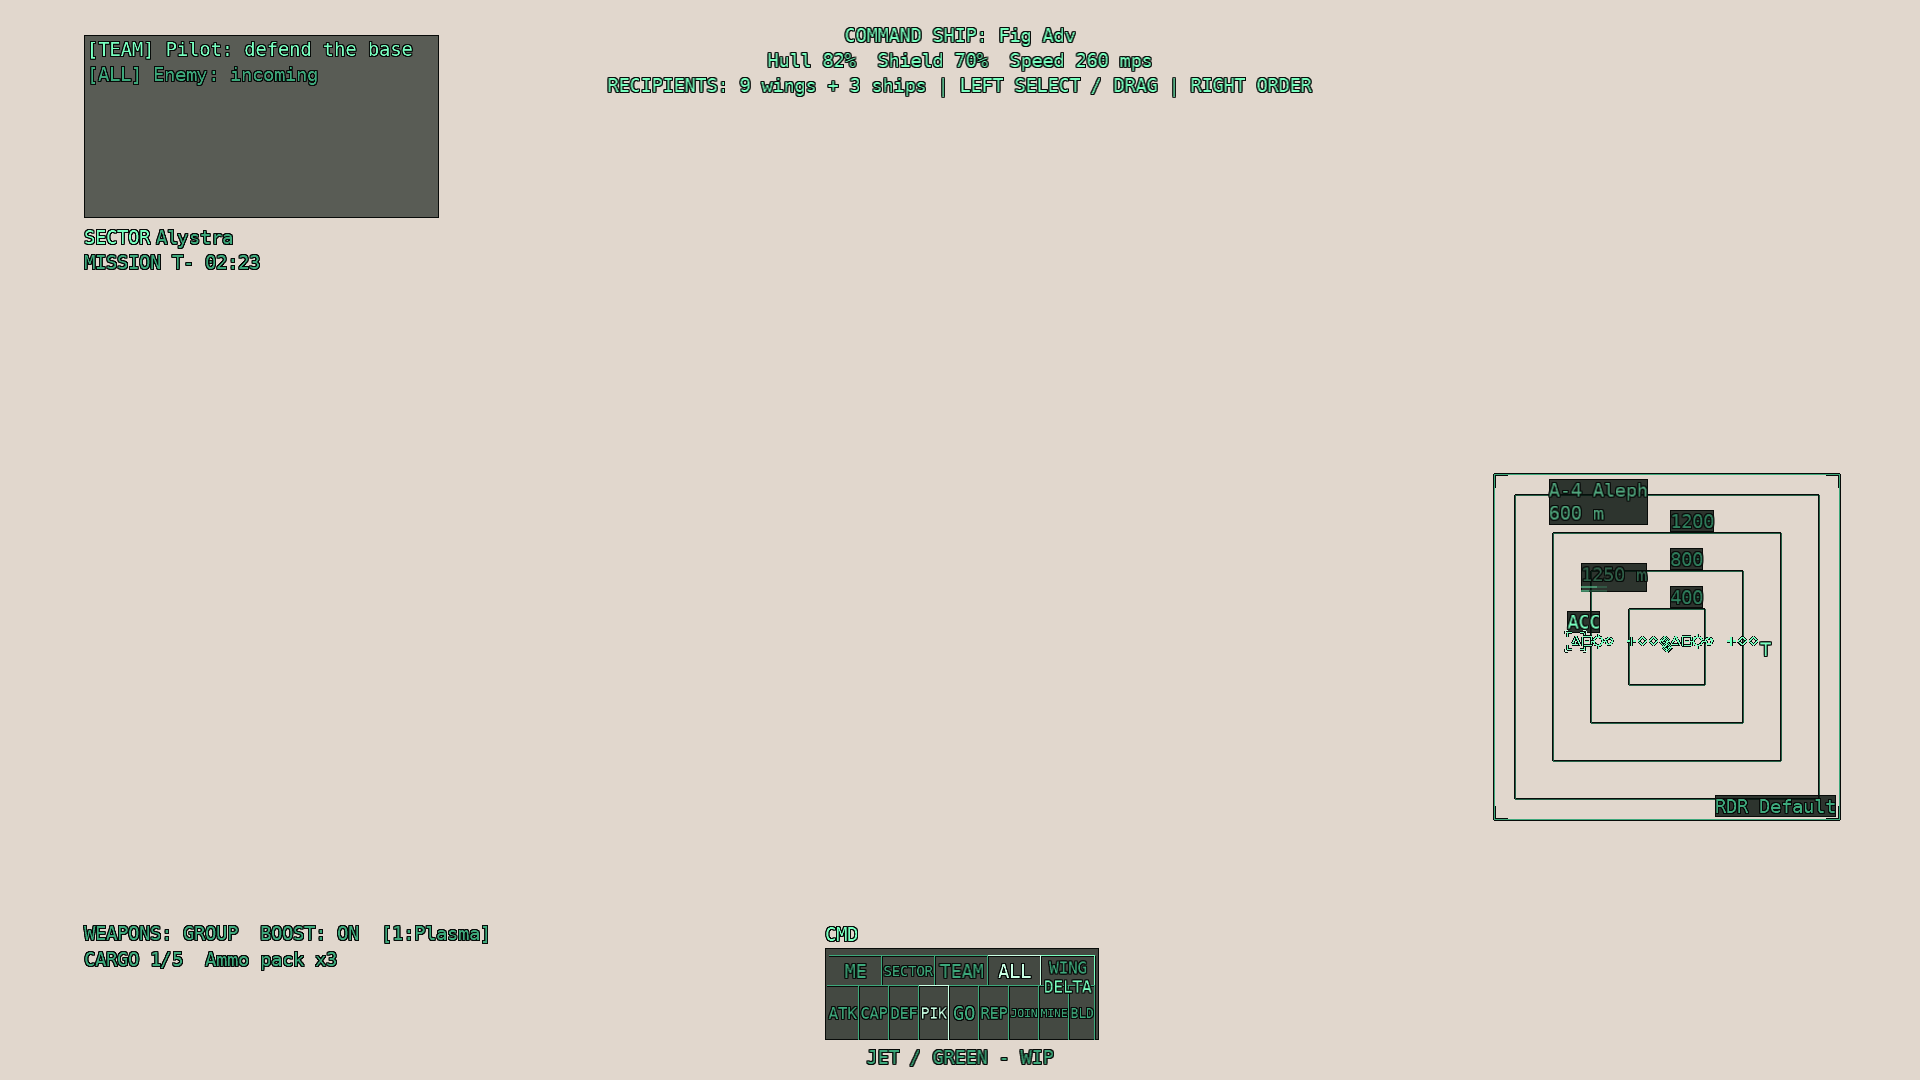 [TEAM] Pilot: defend the base
[ALL] Enemy: incoming
SECTOR Alystra
MISSION T- 02:23
COMMAND SHIP: Fig Adv
Hull 82%  Shield 70%  Speed 260 mps
RECIPIENTS: 9 wings + 3 ships | LEFT SELECT / DRAG | RIGHT ORDER
A-4 Aleph
600 m
1200
800
1250 m
400
ACC
T
RDR Default
WEAPONS: GROUP  BOOST: ON  [1:Plasma]
CARGO 1/5  Ammo pack x3
CMD
ME SECTOR TEAM ALL WING
DELTA
ATK CAP DEF PIK GO REP JOIN MINE BLD
JET / GREEN - WIP